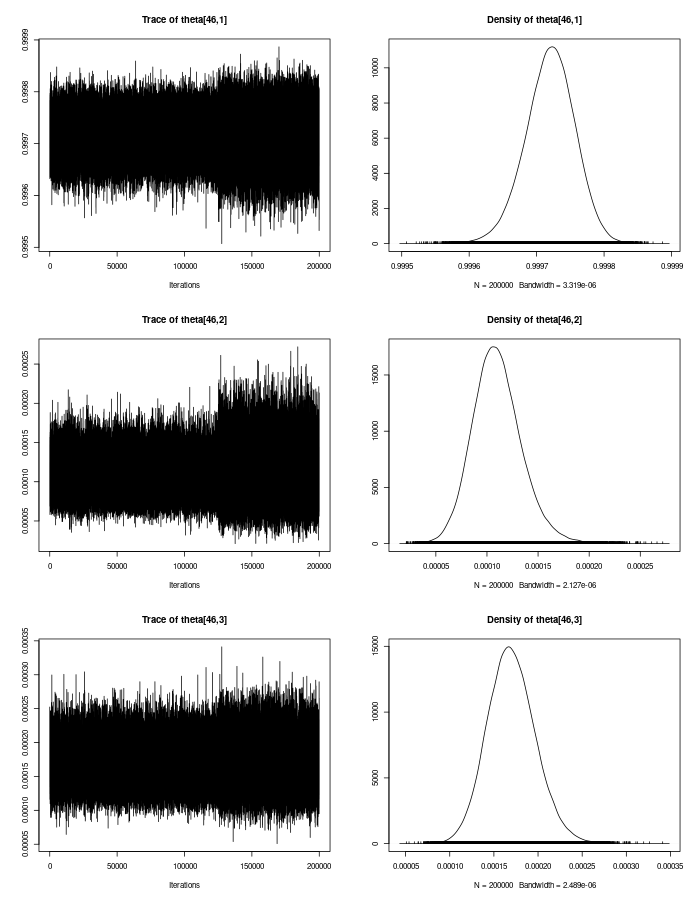 Trace of theta[46,1]
0.9995 0.9996 0.9997 0.9998 0.9999
0 50000 100000 150000 200000
Iterations
Density of theta[46,1]
0 2000 4000 6000 8000 10000
0.9995 0.9996 0.9997 0.9998 0.9999
N = 200000 Bandwidth = 3.319e-06
Trace of theta[46,2]
0.00005 0.00010 0.00015 0.00020 0.00025
0 50000 100000 150000 200000
Iterations
Density of theta[46,2]
0 5000 10000 15000
0.00005 0.00010 0.00015 0.00020 0.00025
N = 200000 Bandwidth = 2.127e-06
Trace of theta[46,3]
0.00005 0.00010 0.00015 0.00020 0.00025 0.00030 0.00035
0 50000 100000 150000 200000
Iterations
Density of theta[46,3]
0 5000 10000 15000
0.00005 0.00010 0.00015 0.00020 0.00025 0.00030 0.00035
N = 200000 Bandwidth = 2.489e-06